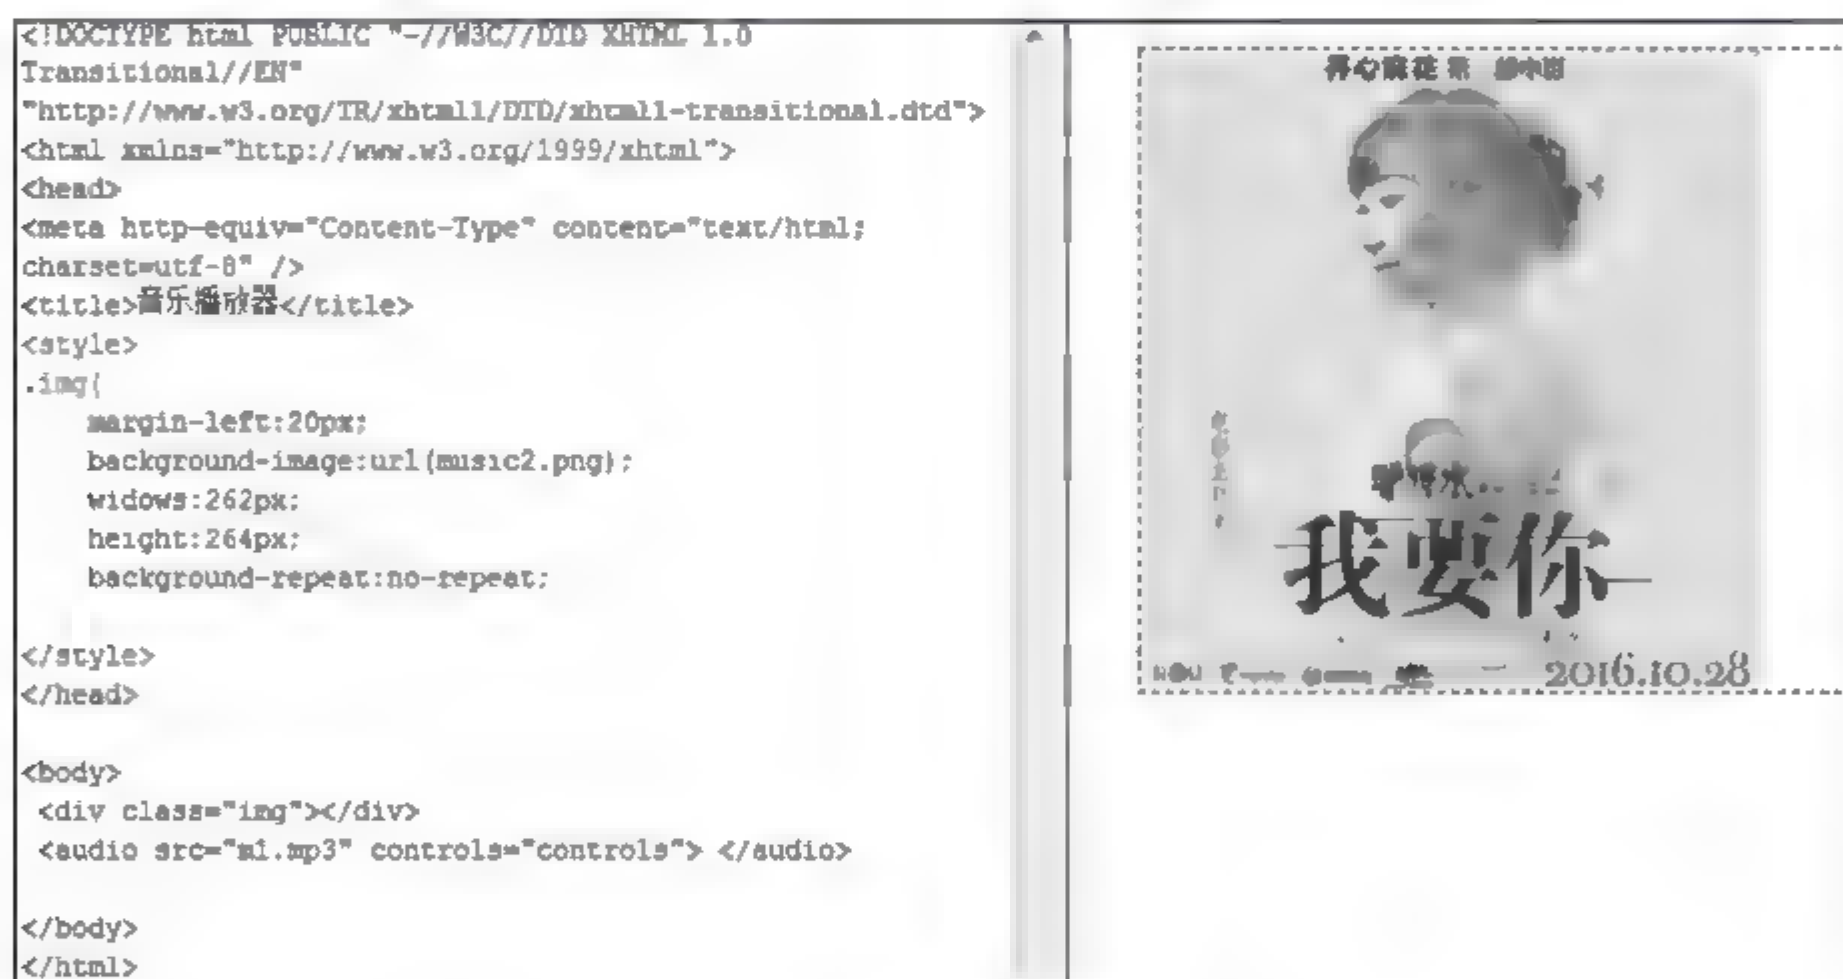 <!DOCTYPE html PUBLIC "-//W3C//DTD XHTML 1.0
Transitional//EN"
"http://www.w3.org/TR/xhtml1/DTD/xhtml1-transitional.dtd">
<html xmlns="http://www.w3.org/1999/xhtml">
<head>
<meta http-equiv="Content-Type" content="text/html;
charset=utf-8" />
<title>音乐播放器</title>
<style>
.img{
margin-left:20px;
background-image:url(music2.png);
widows:262px;
height:264px;
background-repeat:no-repeat;
</style>
</head>
<body>
<div class="img"></div>
<audio src="m1.mp3" controls="controls"> </audio>
</body>
</html>
我要你
2016.10.28